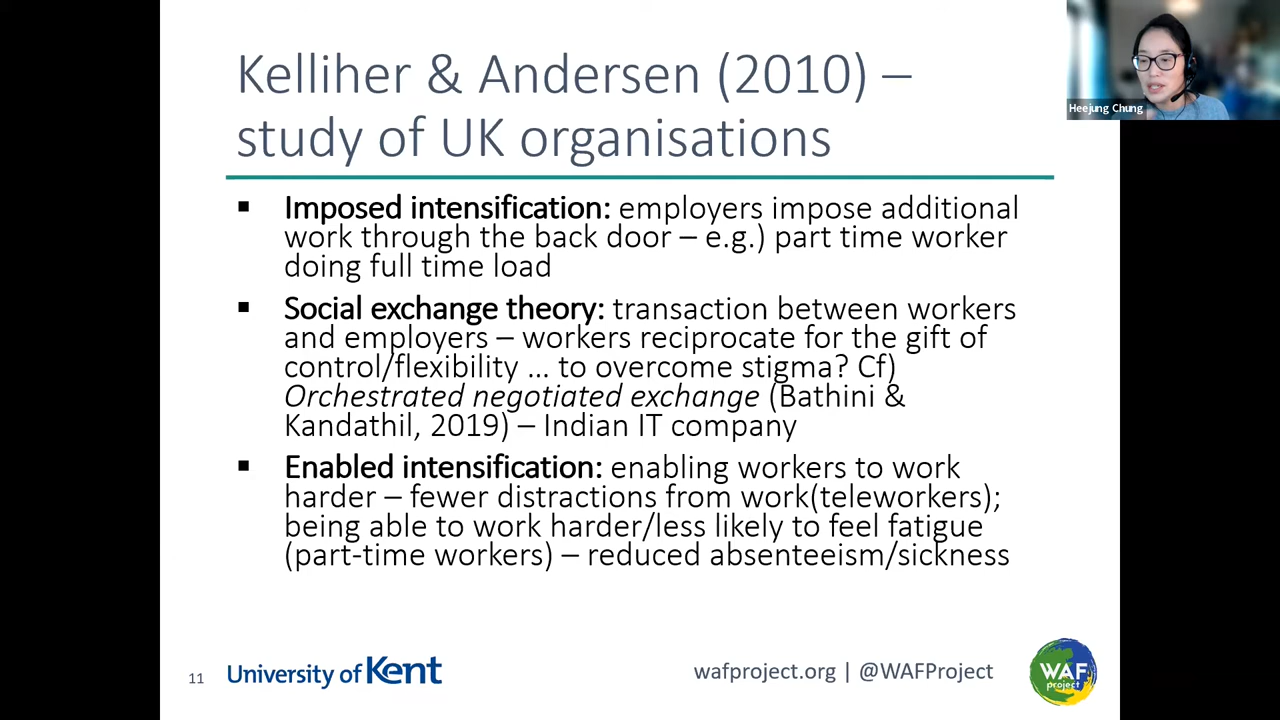 Kelliher & Andersen (2010) –
study of UK organisations
Heejung Chung
▪ Imposed intensification: employers impose additional
work through the back door – e.g.) part time worker
doing full time load
▪ Social exchange theory: transaction between workers
and employers – workers reciprocate for the gift of
control/flexibility ... to overcome stigma? Cf)
Orchestrated negotiated exchange (Bathini &
Kandathil, 2019) – Indian IT company
▪ Enabled intensification: enabling workers to work
harder – fewer distractions from work(teleworkers);
being able to work harder/less likely to feel fatigue
(part-time workers) – reduced absenteeism/sickness
11
University of Kent
wafproject.org | @WAFProject
WAF
project